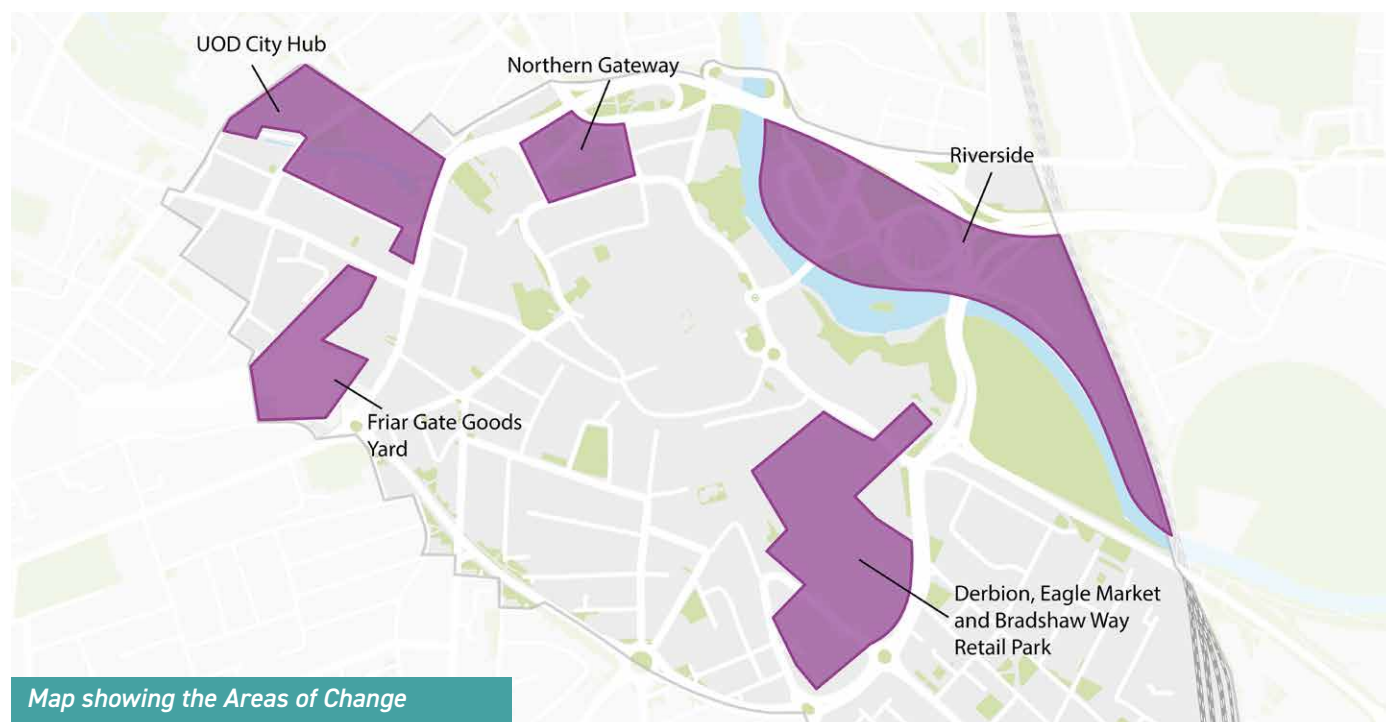 UOD City Hub
Northern Gateway
Riverside
Friar Gate Goods
Yard
Derbion, Eagle Market
and Bradshaw Way
Retail Park
Map showing the Areas of Change